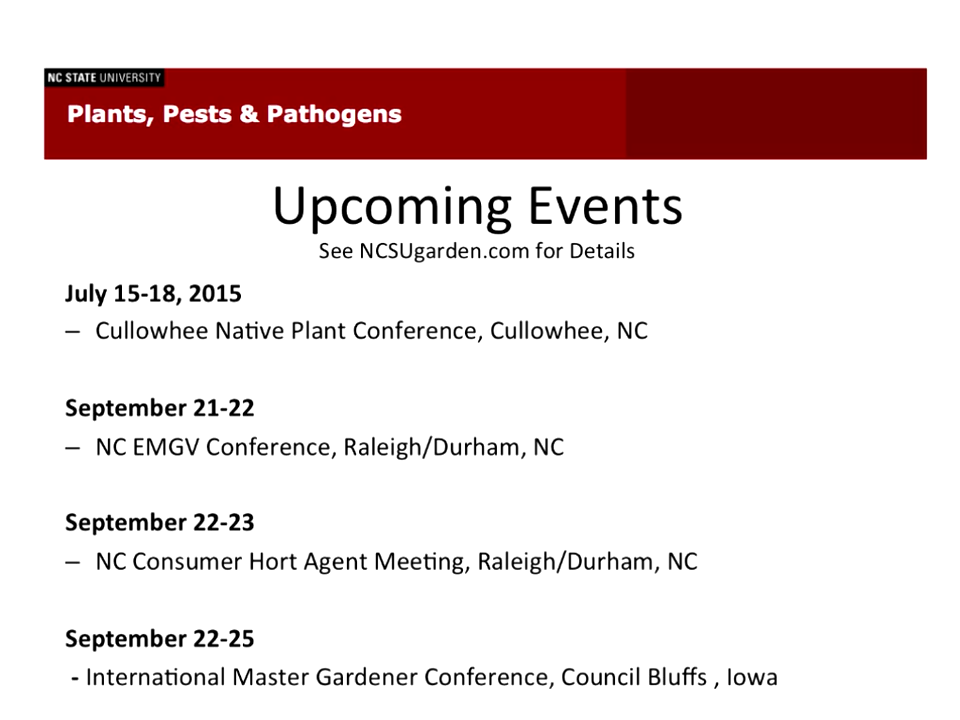 NC STATE UNIVERSITY
Plants, Pests & Pathogens
Upcoming Events
See NCSUgarden.com for Details
July 15-18, 2015
– Cullowhee Native Plant Conference, Cullowhee, NC
September 21-22
– NC EMGV Conference, Raleigh/Durham, NC
September 22-23
– NC Consumer Hort Agent Meeting, Raleigh/Durham, NC
September 22-25
- International Master Gardener Conference, Council Bluffs , Iowa